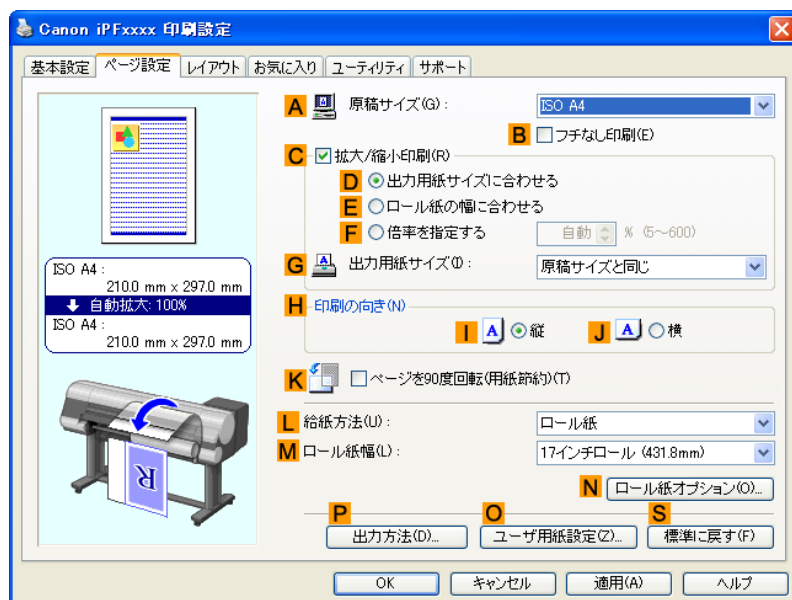 Canon iPFxxxx 印刷設定
基本設定 ページ設定 レイアウト お気に入り ユーティリティ サポート
A 原稿サイズ(G) : ISO A4
B フチなし印刷(E)
C 拡大/縮小印刷(R)
D 出力用紙サイズに合わせる
E ロール紙の幅に合わせる
F 倍率を指定する 自動 % (5～600)
G 出力用紙サイズ(I) : 原稿サイズと同じ
ISO A4 :
210.0 mm x 297.0 mm
自動拡大: 100%
ISO A4 :
210.0 mm x 297.0 mm
H 印刷の向き(N)
I A 縦 J A 横
K ページを90度回転(用紙節約)(T)
R
L 給紙方法(U) : ロール紙
M ロール紙幅(L) : 17インチロール (431.8mm)
N ロール紙オプション(O)...
P O S
出力方法(D)... ユーザ用紙設定(Z)... 標準に戻す(F)
OK キャンセル 適用(A) ヘルプ